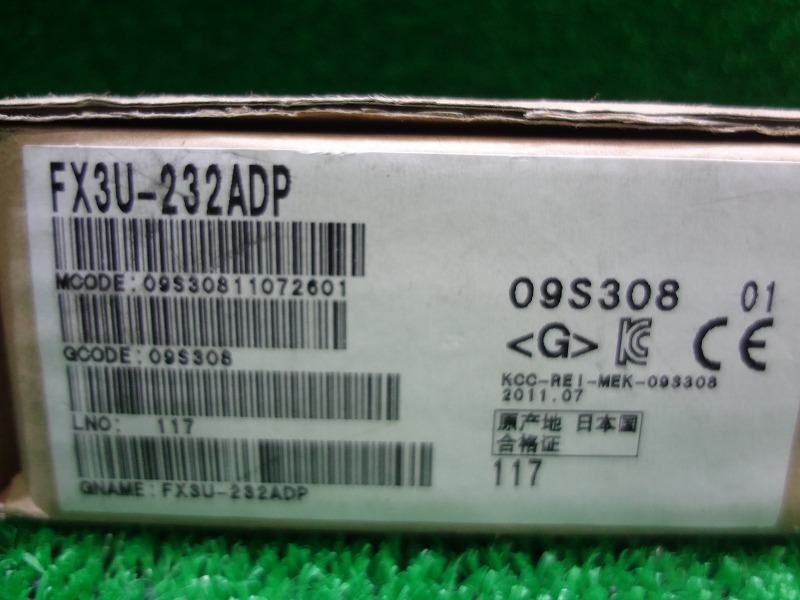 FX3U-232ADP
MCODE:09S30811072601
GCODE:09S308
LNO: 117
GNAME:FX3U-232ADP
09S308 01
<G> KC CE
KCC-REI-MEK-09S308
2011.07
原产地 日本国
合格证
117